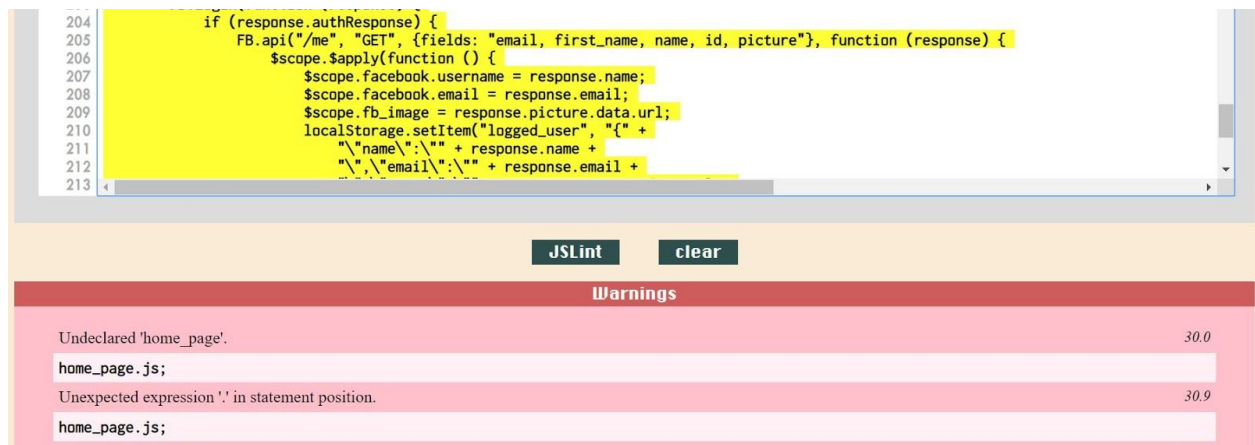 204 if (response.authResponse) {
205 FB.api("/me", "GET", {fields: "email, first_name, name, id, picture"}, function (response) {
206 $scope.$apply(function () {
207 $scope.facebook.username = response.name;
208 $scope.facebook.email = response.email;
209 $scope.fb_image = response.picture.data.url;
210 localStorage.setItem("logged_user", "{" +
211 "\"name\":\"" + response.name +
212 "\",\"email\":\"" + response.email +
213
JSLint clear
Warnings
Undeclared 'home_page'. 30.0
home_page.js;
Unexpected expression '.' in statement position. 30.9
home_page.js;